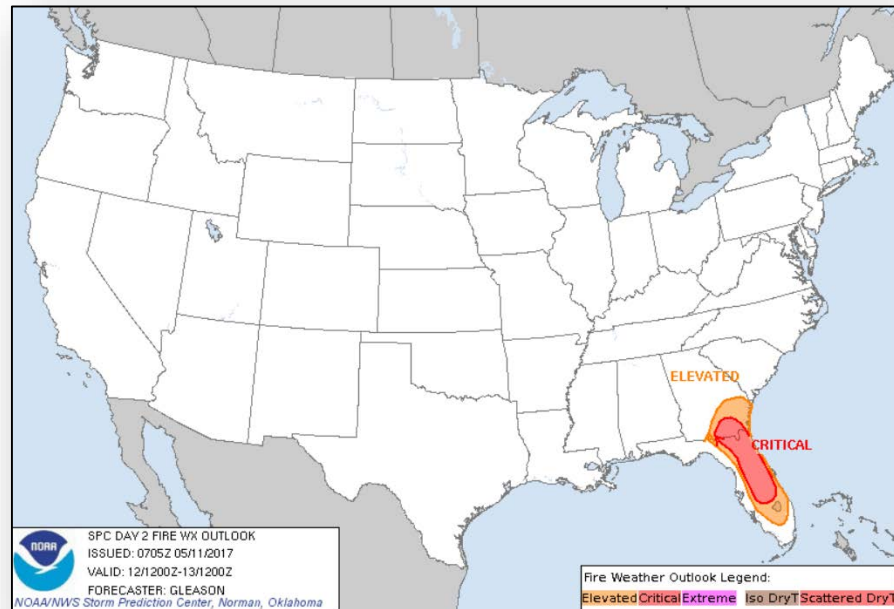 ELEVATED
CRITICAL
NOAA
SPC DAY 2 FIRE WX OUTLOOK
ISSUED: 0705Z 05/11/2017
VALID: 12/1200Z-13/1200Z
FORECASTER: GLEASON
NOAA/NWS Storm Prediction Center, Norman, Oklahoma
Fire Weather Outlook Legend:
Elevated Critical Extreme Iso DryT Scattered DryT